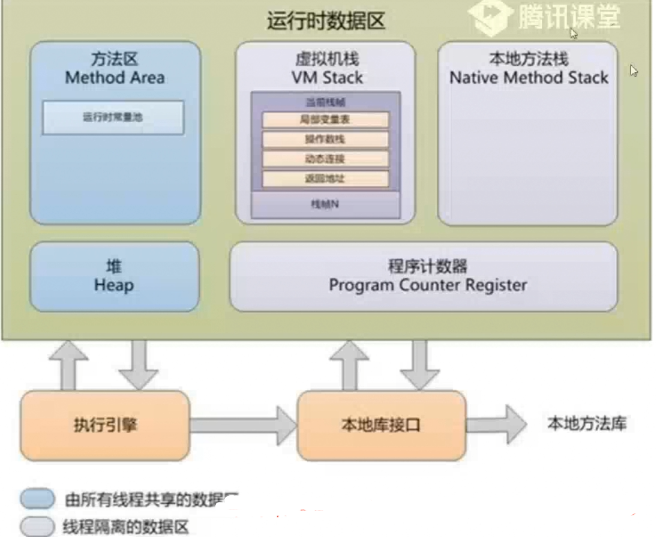 运行时数据区
腾讯课堂
方法区
Method Area
运行时常量池
虚拟机栈
VM Stack
当前栈帧
局部变量表
操作数栈
动态连接
返回地址
栈帧N
本地方法栈
Native Method Stack
堆
Heap
程序计数器
Program Counter Register
执行引擎
本地库接口
本地方法库
由所有线程共享的数据
线程隔离的数据区